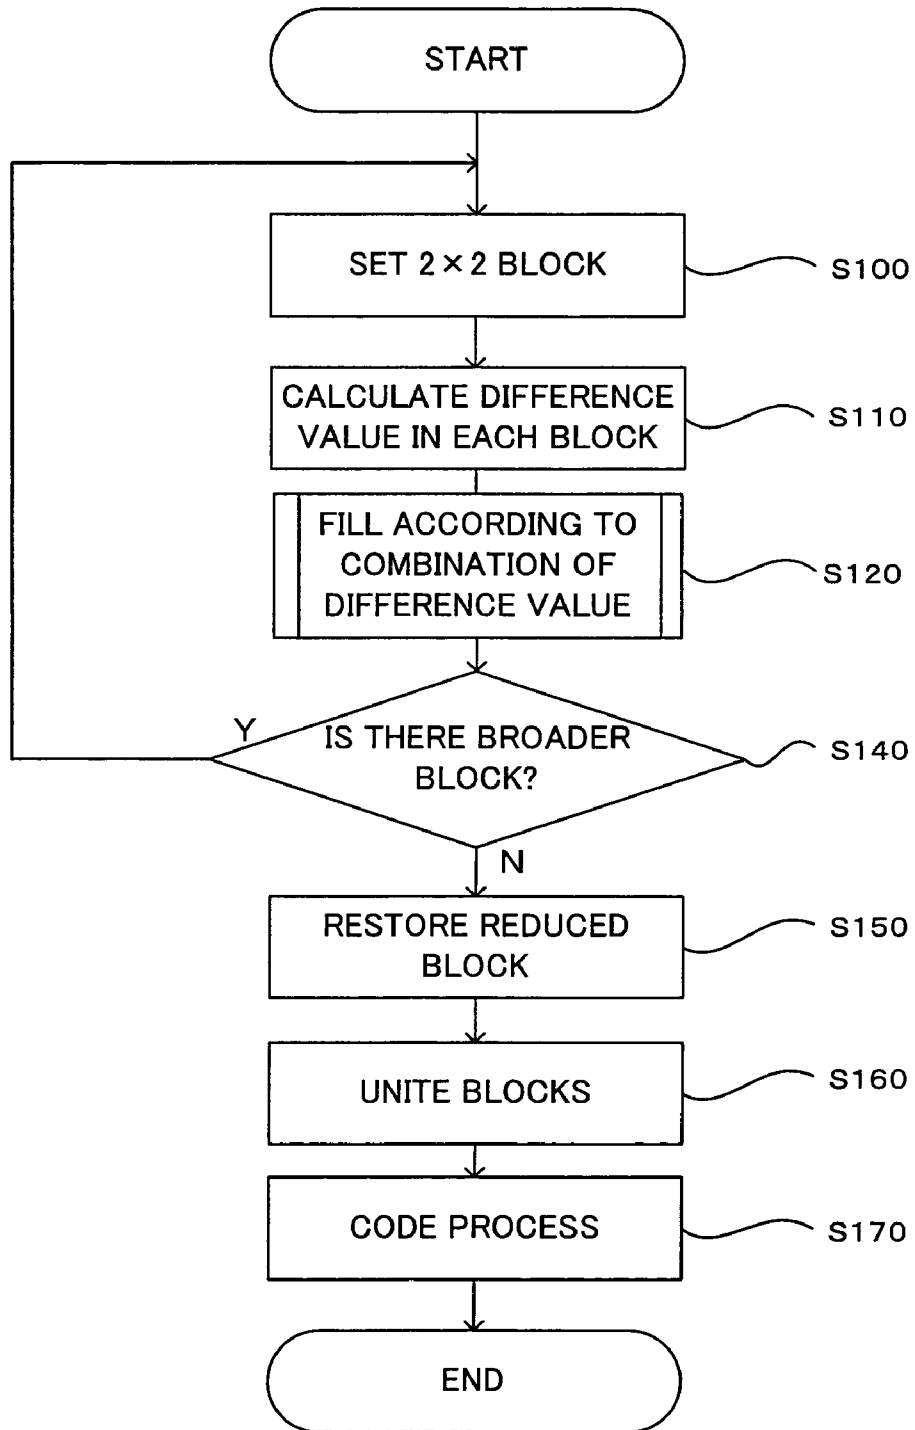 START
SET 2×2 BLOCK
S100
CALCULATE DIFFERENCE
VALUE IN EACH BLOCK
S110
FILL ACCORDING TO
COMBINATION OF
DIFFERENCE VALUE
S120
Y
IS THERE BROADER
BLOCK?
S140
N
RESTORE REDUCED
BLOCK
S150
UNITE BLOCKS
S160
CODE PROCESS
S170
END